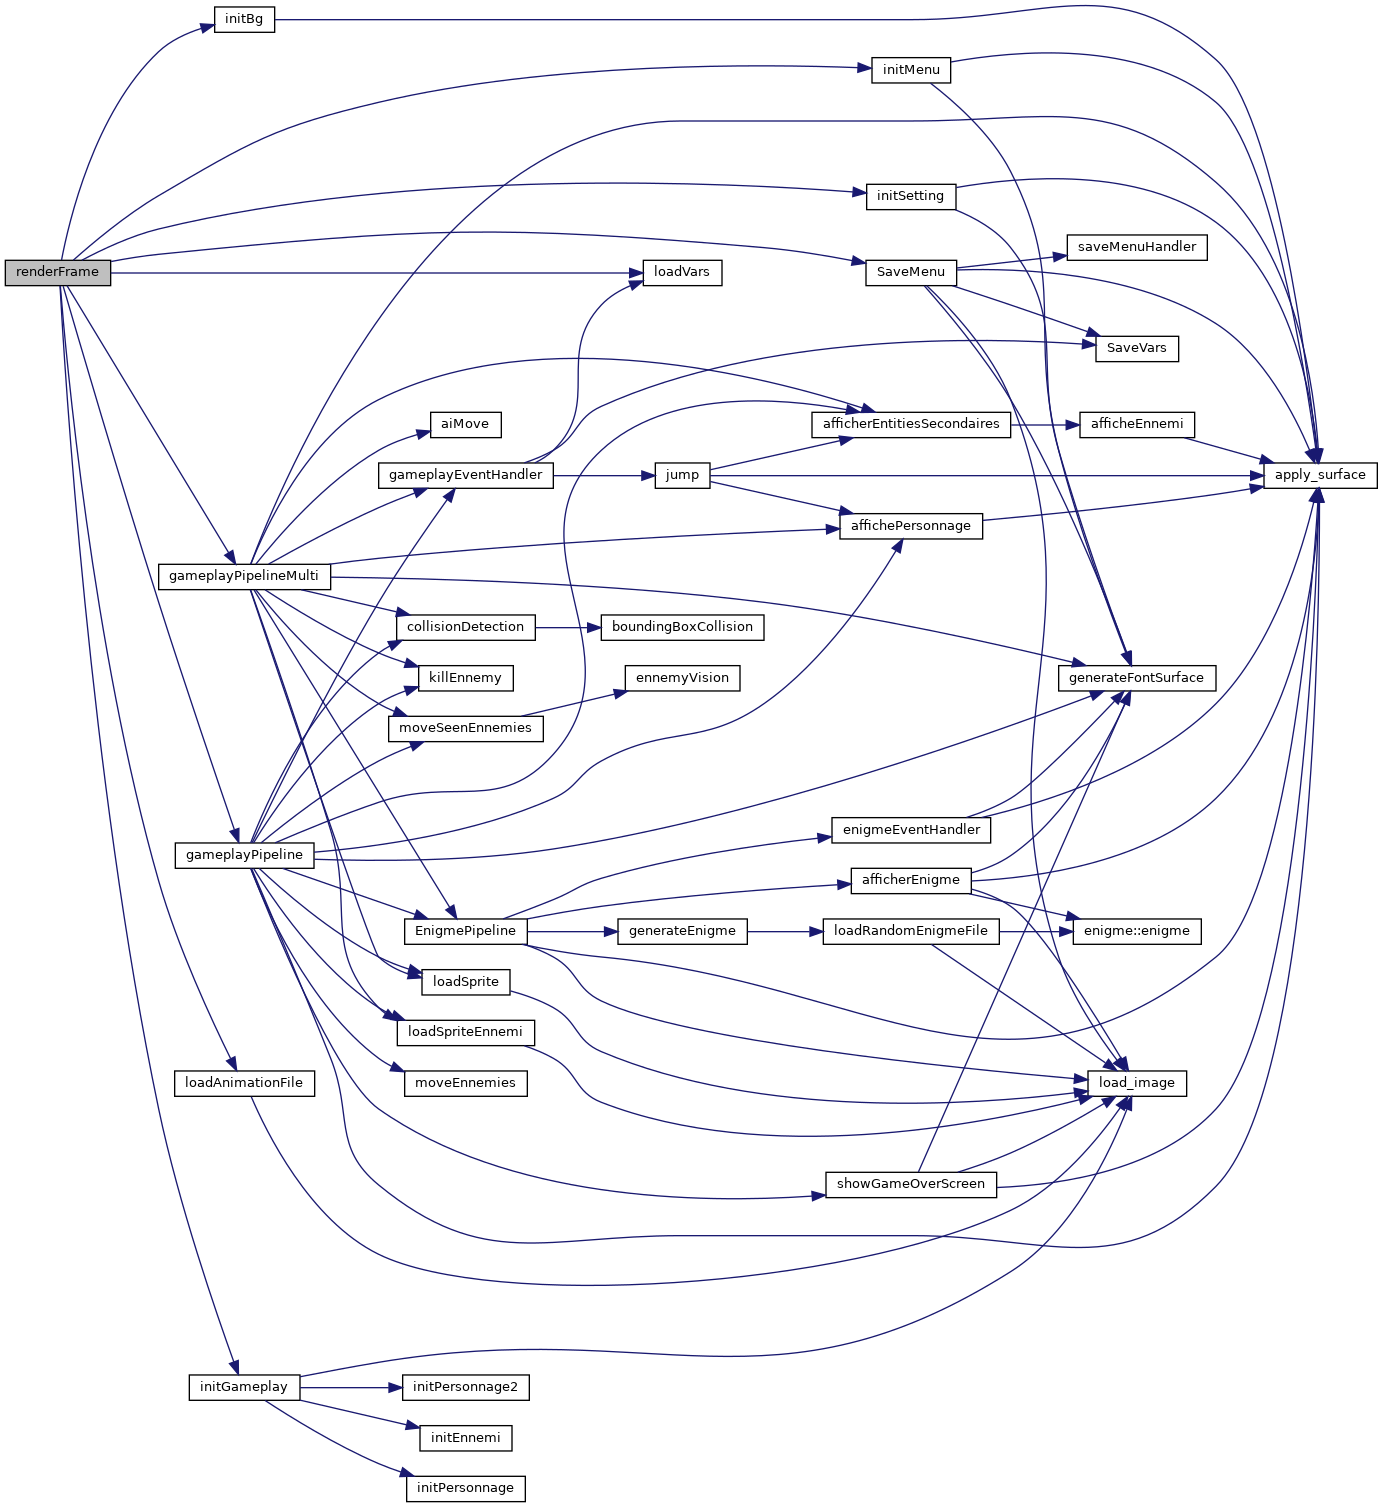 initBg
initMenu
initSetting
saveMenuHandler
renderFrame
loadVars
SaveMenu
SaveVars
aiMove
afficherEntitiesSecondaires
afficheEnnemi
gameplayEventHandler
jump
apply_surface
affichePersonnage
gameplayPipelineMulti
collisionDetection
boundingBoxCollision
killEnnemy
ennemyVision
generateFontSurface
moveSeenEnnemies
enigmeEventHandler
gameplayPipeline
afficherEnigme
EnigmePipeline
generateEnigme
loadRandomEnigmeFile
enigme::enigme
loadSprite
loadSpriteEnnemi
loadAnimationFile
moveEnnemies
load_image
showGameOverScreen
initGameplay
initPersonnage2
initEnnemi
initPersonnage